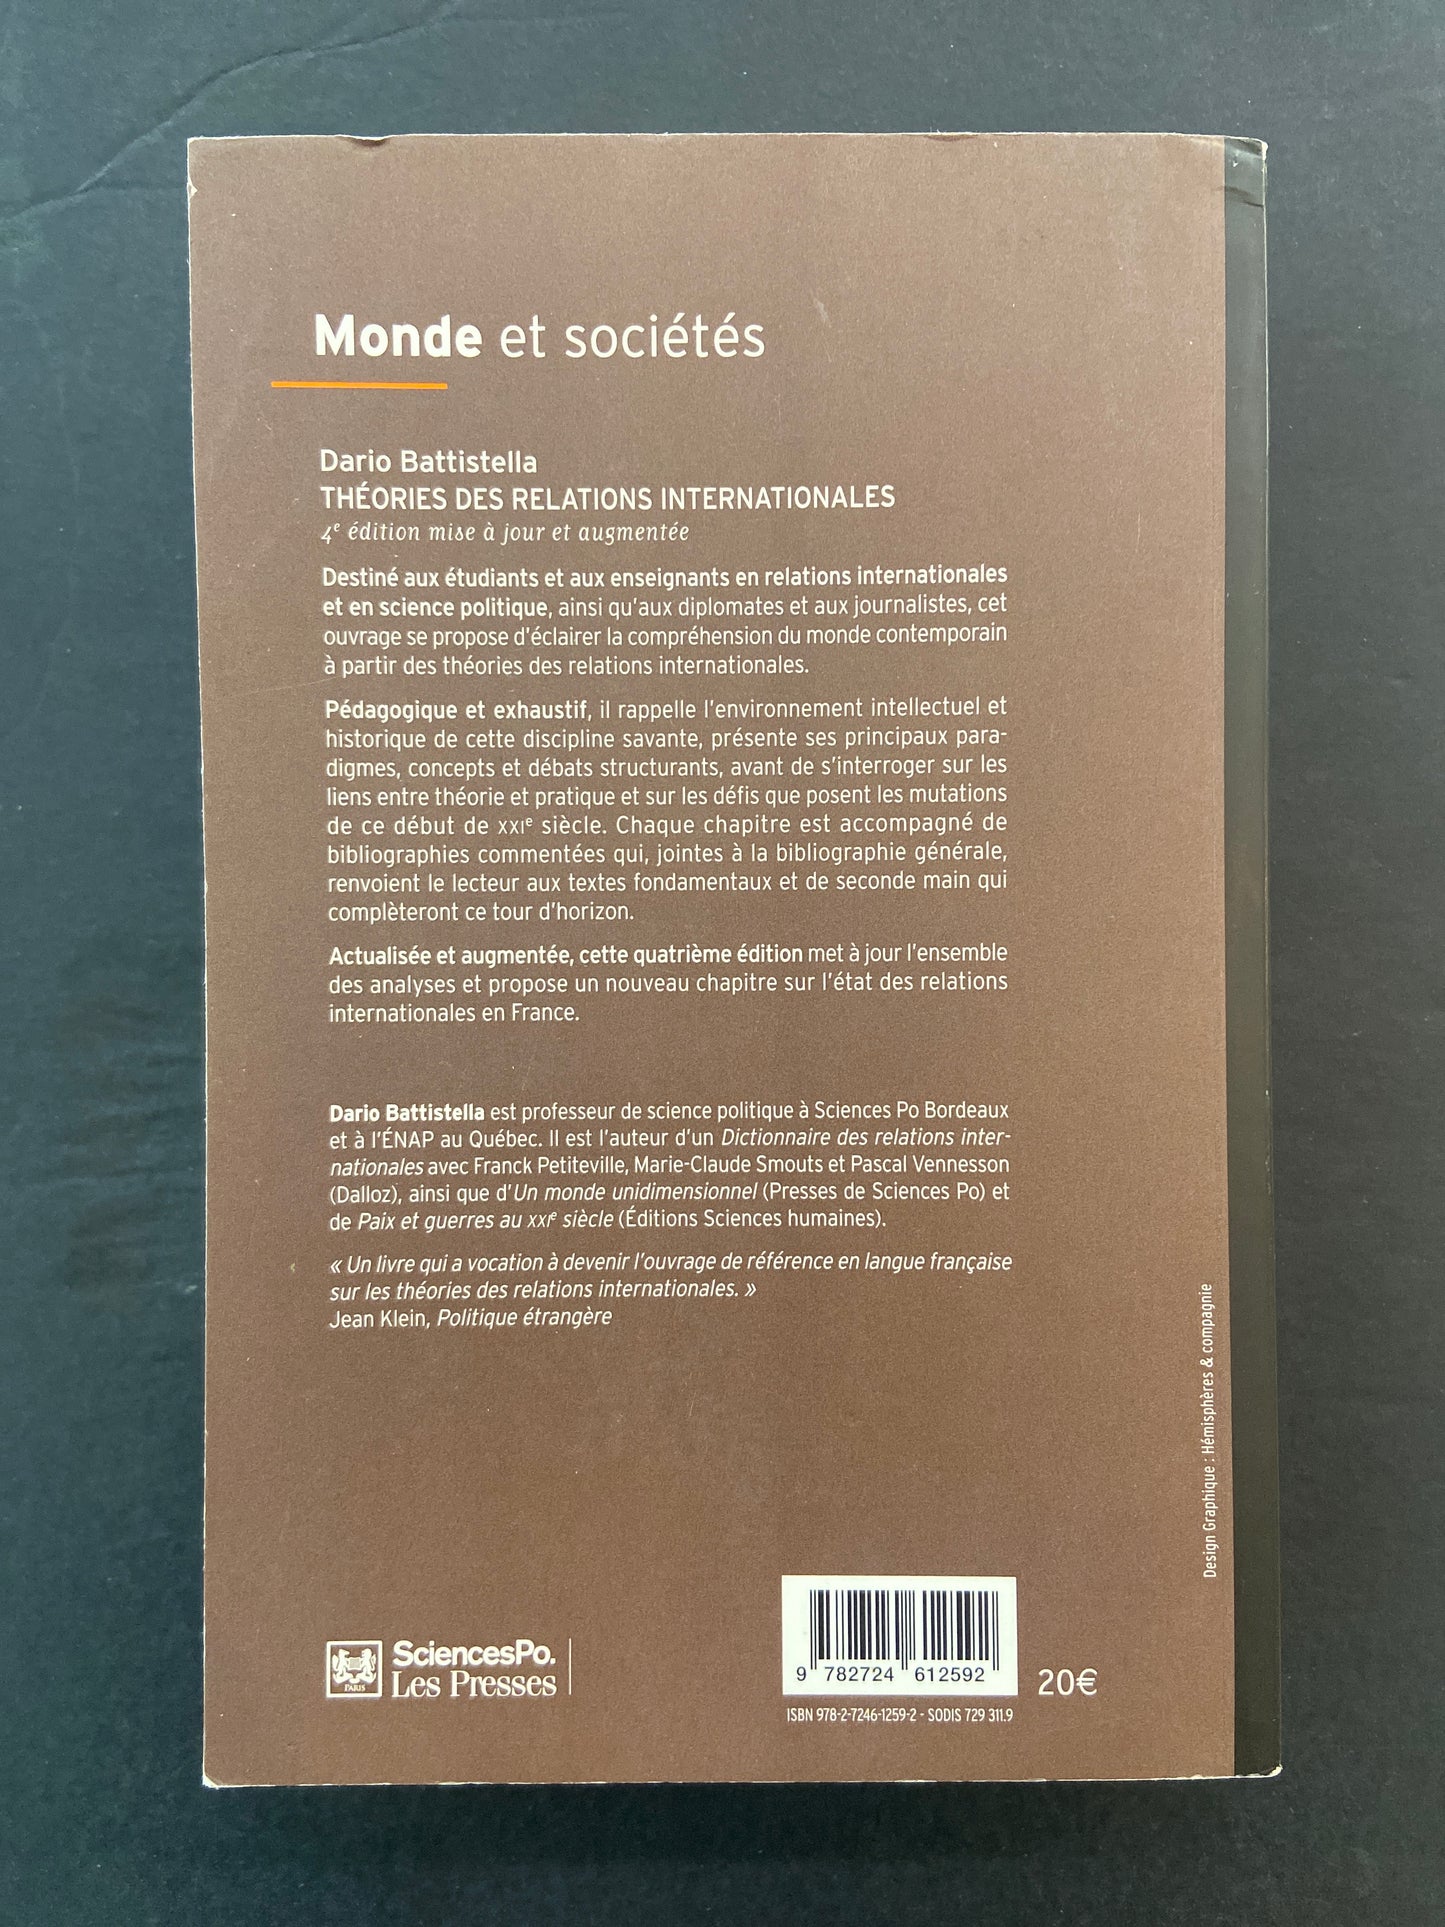 Monde et sociétés
Dario Battistella
THÉORIES DES RELATIONS INTERNATIONALES
4e édition mise à jour et augmentée
Destiné aux étudiants et aux enseignants en relations internationales
et en science politique, ainsi qu'aux diplomates et aux journalistes, cet
ouvrage se propose d'éclairer la compréhension du monde contemporain
à partir des théories des relations internationales.
Pédagogique et exhaustif, il rappelle l'environnement intellectuel et
historique de cette discipline savante, présente ses principaux para-
digmes, concepts et débats structurants, avant de s'interroger sur les
liens entre théorie et pratique et sur les défis que posent les mutations
de ce début de XXIe siècle. Chaque chapitre est accompagné de
bibliographies commentées qui, jointes à la bibliographie générale,
renvoient le lecteur aux textes fondamentaux et de seconde main qui
complèteront ce tour d'horizon.
Actualisée et augmentée, cette quatrième édition met à jour l'ensemble
des analyses et propose un nouveau chapitre sur l'état des relations
internationales en France.
Dario Battistella est professeur de science politique à Sciences Po Bordeaux
et à l'ÉNAP au Québec. Il est l'auteur d'un Dictionnaire des relations inter-
nationales avec Franck Petiteville, Marie-Claude Smouts et Pascal Vennesson
(Dalloz), ainsi que d'Un monde unidimensionnel (Presses de Sciences Po) et
de Paix et guerres au XXIe siècle (Éditions Sciences humaines).
« Un livre qui a vocation à devenir l'ouvrage de référence en langue française
sur les théories des relations internationales. »
Jean Klein, Politique étrangère
Design Graphique : Hémisphères & compagnie
PARIS
SciencesPo.
Les Presses
9 782724 612592
20€
ISBN 978-2-7246-1259-2 - SODIS 729 311.9